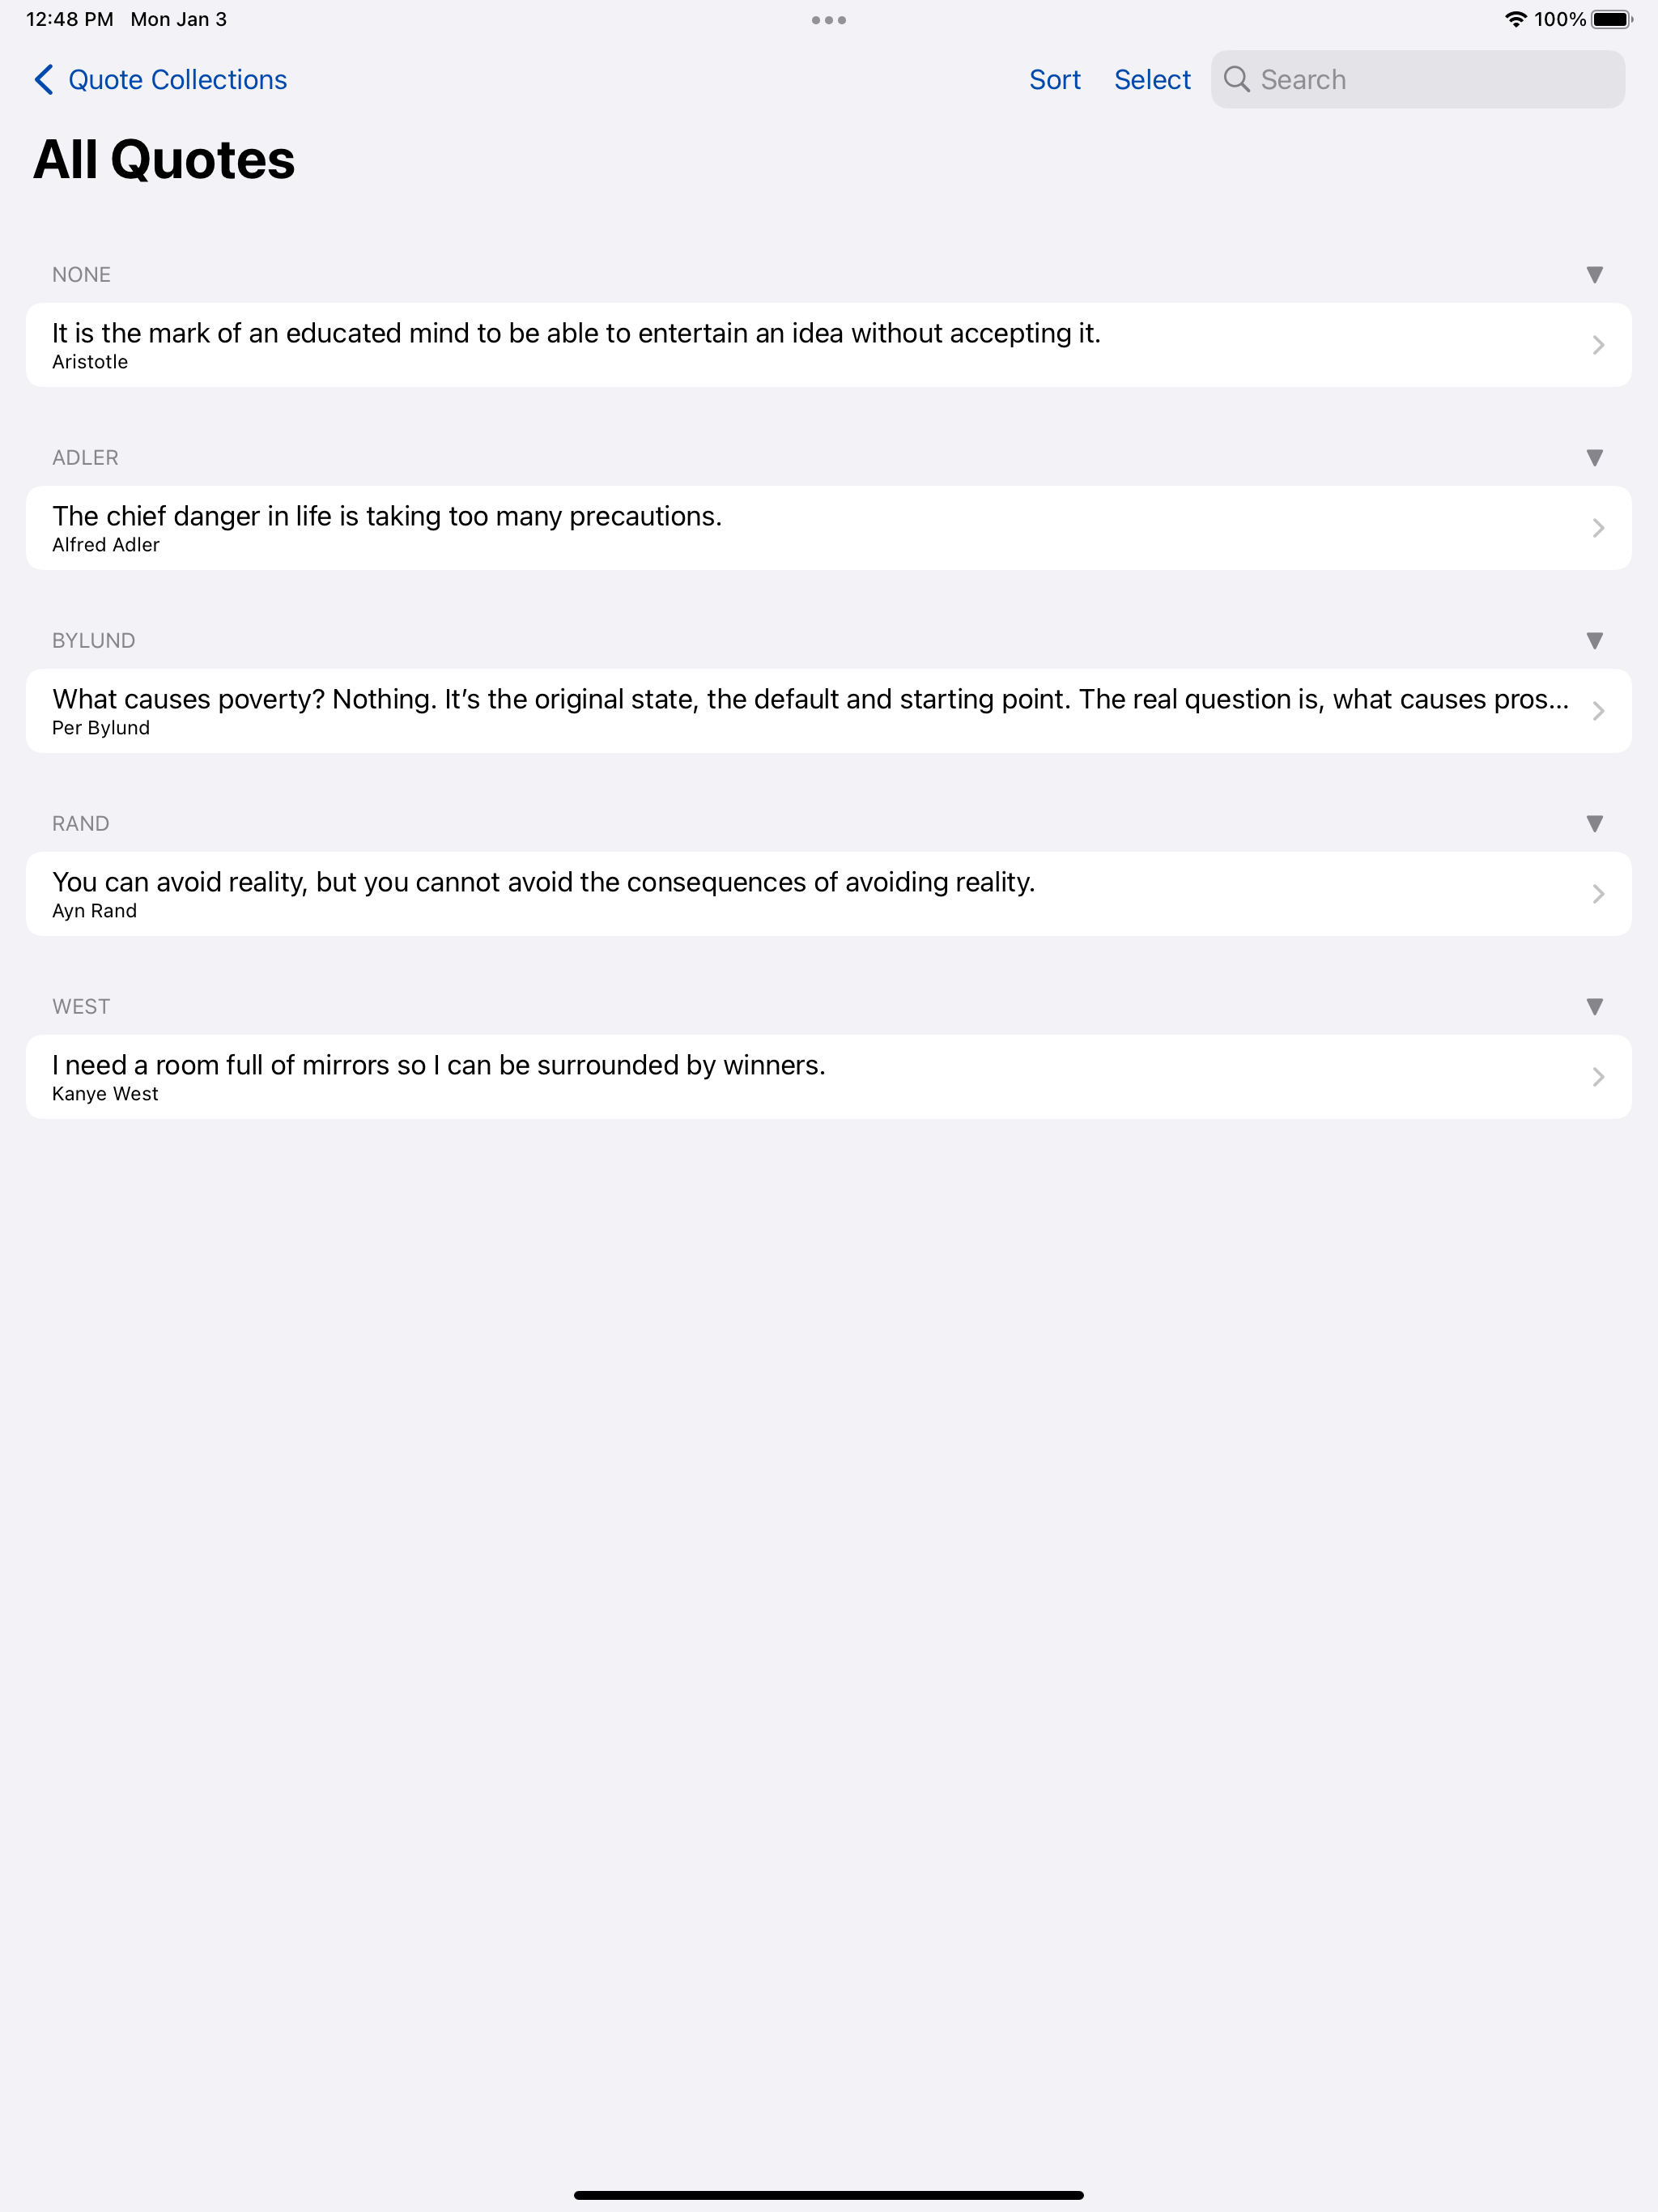 12:48 PM Mon Jan 3 100%
Quote Collections Sort Select Search
All Quotes
NONE
It is the mark of an educated mind to be able to entertain an idea without accepting it.
Aristotle
ADLER
The chief danger in life is taking too many precautions.
Alfred Adler
BYLUND
What causes poverty? Nothing. It’s the original state, the default and starting point. The real question is, what causes pros...
Per Bylund
RAND
You can avoid reality, but you cannot avoid the consequences of avoiding reality.
Ayn Rand
WEST
I need a room full of mirrors so I can be surrounded by winners.
Kanye West